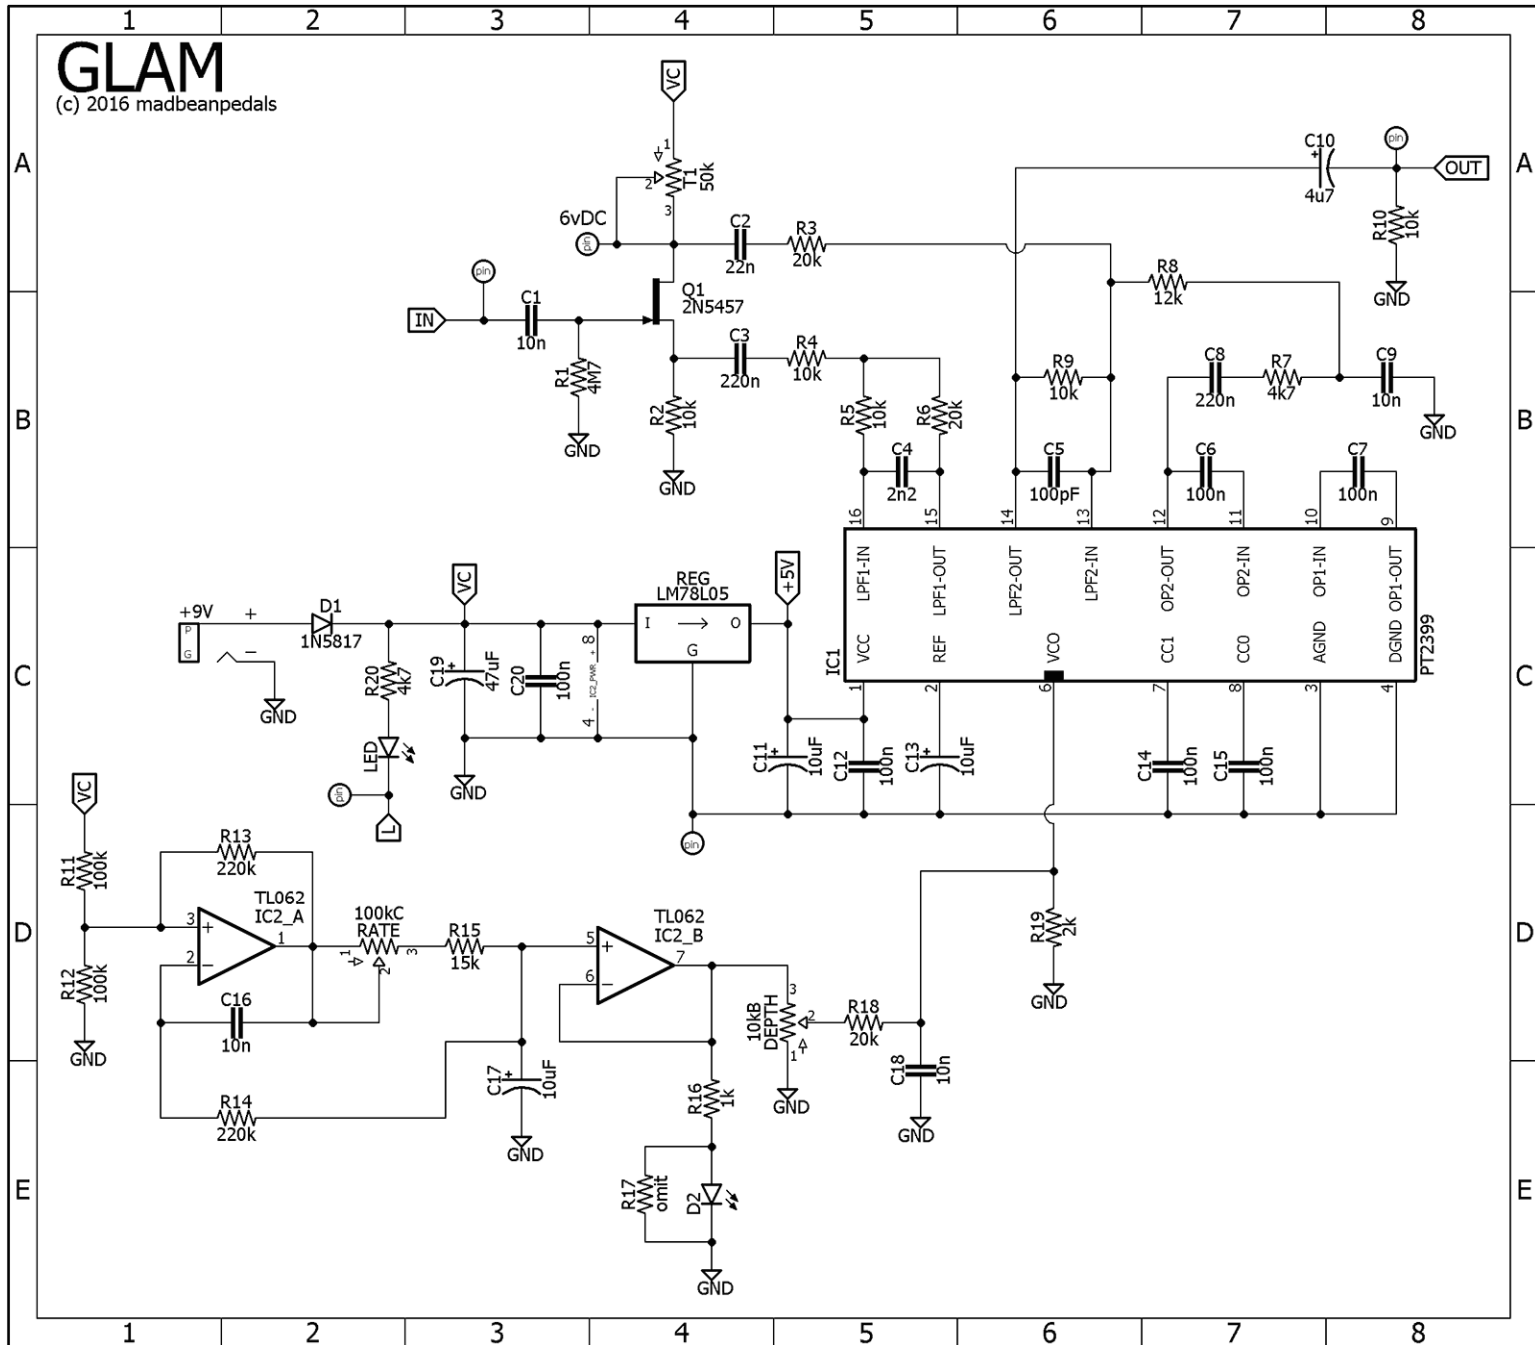 1 2 3 4 5 6 7 8
GLAM
(c) 2016 madbeanpedals
A
VC
1
2
3
T1
50k
6vDC
pin
C2
22n
R3
20k
C10
+
4u7
pin
OUT
R10
10k
GND
R8
12k
A
pin
IN
C1
10n
Q1
2N5457
R1
4M7
GND
C3
220n
R4
10k
R2
10k
GND
R5
10k
R6
20k
C4
2n2
R9
10k
C5
100pF
C8
220n
R7
4k7
C9
10n
GND
C6
100n
C7
100n
B
B
16 15 14 13 12 11 10 9
LPF1-IN
LPF1-OUT
LPF2-OUT
LPF2-IN
OP2-OUT
OP2-IN
OP1-IN
OP1-OUT
VCC
REF
VCO
CC1
CC0
AGND
DGND
IC1
PT2399
1 2 6 7 8 3 4
C
C
+9V
P
G
+
-
GND
D1
1N5817
R20
4k7
LED
pin
L
VC
C19
+
47uF
C20
100n
GND
8
+
IC2_PWR
-
4
REG
LM78L05
I
O
G
+5V
C11
+
10uF
C12
100n
C13
+
10uF
C14
100n
C15
100n
pin
VC
R11
100k
R12
100k
GND
R13
220k
TL062
IC2_A
3
+
2
−
1
C16
10n
R14
220k
100kC
RATE
1
2
3
R15
15k
C17
+
10uF
GND
TL062
IC2_B
5
+
6
−
7
10kB
DEPTH
3
2
1
GND
R18
20k
C18
10n
GND
R19
2k
GND
D
D
R16
1k
R17
omit
D2
GND
E
E
1 2 3 4 5 6 7 8